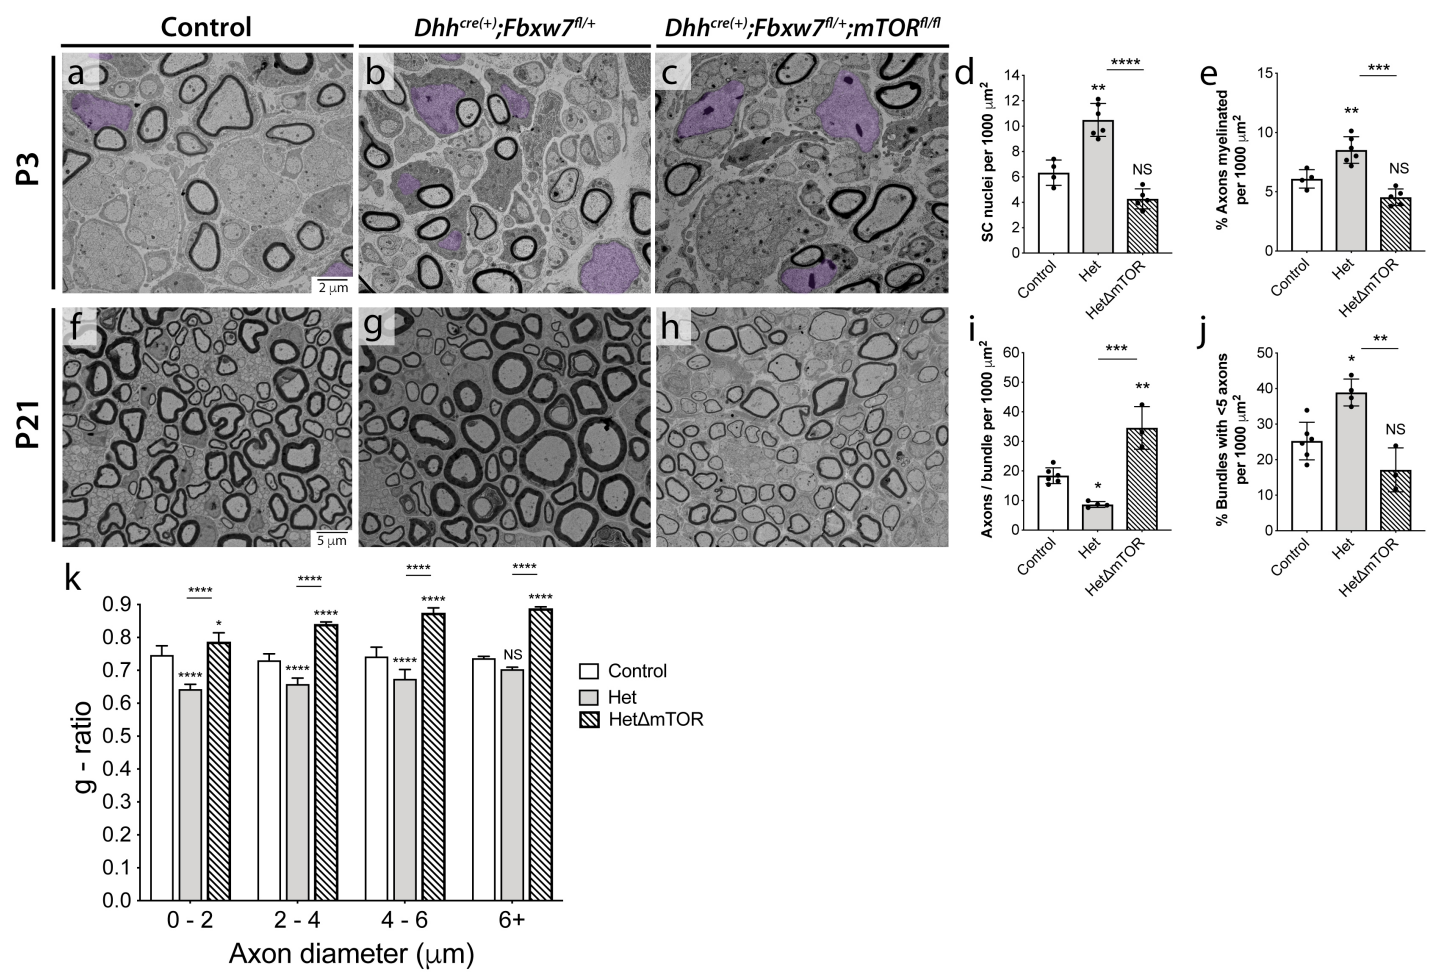 Control
Dhhcre(+);Fbxw7fl/+
Dhhcre(+);Fbxw7fl/+;mTORfl/fl
P3
a
2 μm
b
c
d
SC nuclei per 1000 μm2
14
12
10
8
6
4
2
0
**
****
NS
Control
Het
HetΔmTOR
e
% Axons myelinated
per 1000 μm2
15
10
5
0
**
***
NS
Control
Het
HetΔmTOR
P21
f
5 μm
g
h
i
Axons / bundle per 1000 μm2
60
50
40
30
20
10
0
*
***
**
Control
Het
HetΔmTOR
j
% Bundles with <5 axons
per 1000 μm2
50
40
30
20
10
0
*
**
NS
Control
Het
HetΔmTOR
k
g - ratio
0.9
0.8
0.7
0.6
0.5
0.4
0.3
0.2
0.1
0.0
****
****
*
****
****
****
****
****
****
****
NS
****
0 - 2
2 - 4
4 - 6
6+
Axon diameter (μm)
Control
Het
HetΔmTOR